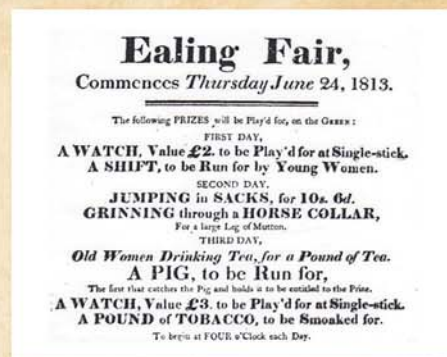 Ealing Fair,
Commences Thursday June 24, 1813.
The following PRIZES will be Play'd for, on the GREEN:
FIRST DAY,
A WATCH, Value £2. to be Play'd for at Single-stick.
A SHIFT, to be Run for by Young Women.
SECOND DAY.
JUMPING in SACKS, for 10s. 6d.
GRINNING through a HORSE COLLAR,
For a large Leg of Mutton.
THIRD DAY,
Old Women Drinking Tea, for a Pound of Tea.
A PIG, to be Run for,
The first that catches the Pig and holds it to be entitled to the Prize.
A WATCH, Value £3. to be Play'd for at Single-stick.
A POUND of TOBACCO, to be Smoaked for.
To begin at FOUR o'Clock each Day.